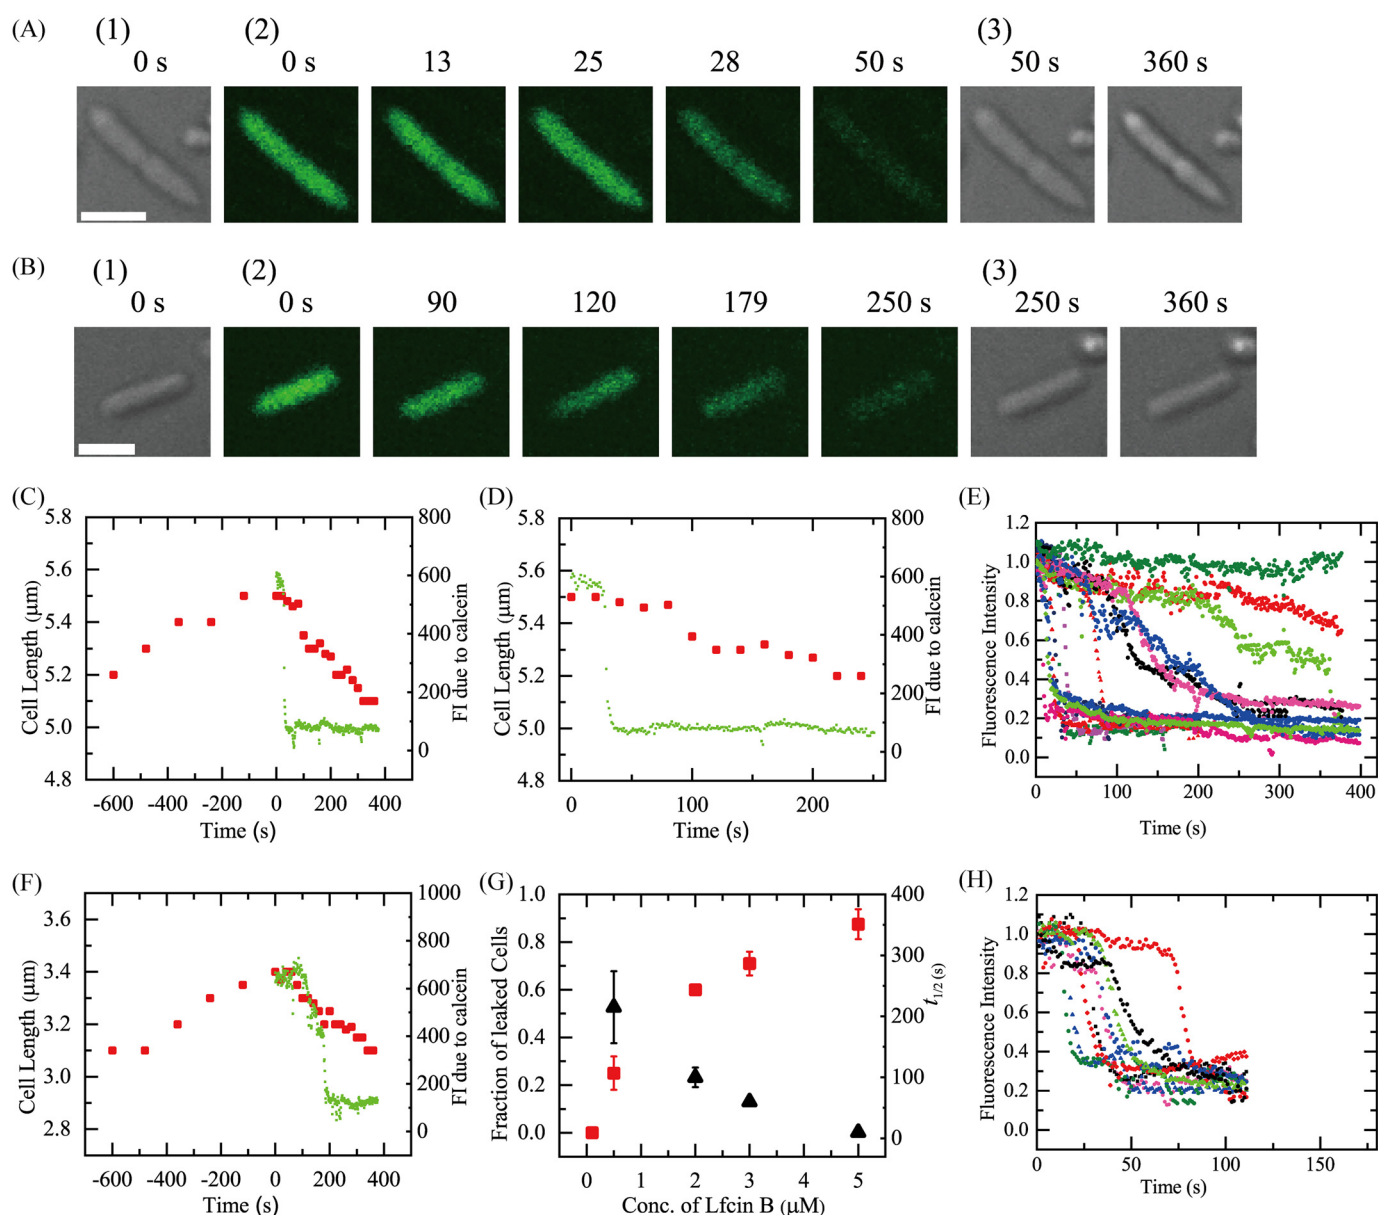 (A) (1) (2) (3)
0 s 0 s 13 25 28 50 s 50 s 360 s
(B) (1) (2) (3)
0 s 0 s 90 120 179 250 s 250 s 360 s
(C) (D) (E)
5.8 5.6 5.4 5.2 5.0 4.8
Cell Length (μm)
800 600 400 200 0
FI due to calcein
-600 -400 -200 0 200 400
Time (s)
5.8 5.6 5.4 5.2 5.0 4.8
Cell Length (μm)
800 600 400 200 0
FI due to calcein
0 100 200
Time (s)
1.2 1.0 0.8 0.6 0.4 0.2 0.0
Fluorescence Intensity
0 50 100 200 300 400
Time (s)
(F) (G) (H)
3.6 3.4 3.2 3.0 2.8
Cell Length (μm)
1000 800 600 400 200 0
FI due to calcein
-600 -400 -200 0 200 400
Time (s)
1.0 0.8 0.6 0.4 0.2 0.0
Fraction of leaked Cells
400 300 200 100 0
t1/2 (s)
0 1 2 3 4 5
Conc. of Lfcin B (μM)
1.2 1.0 0.8 0.6 0.4 0.2 0.0
Fluorescence Intensity
0 50 100 150
Time (s)